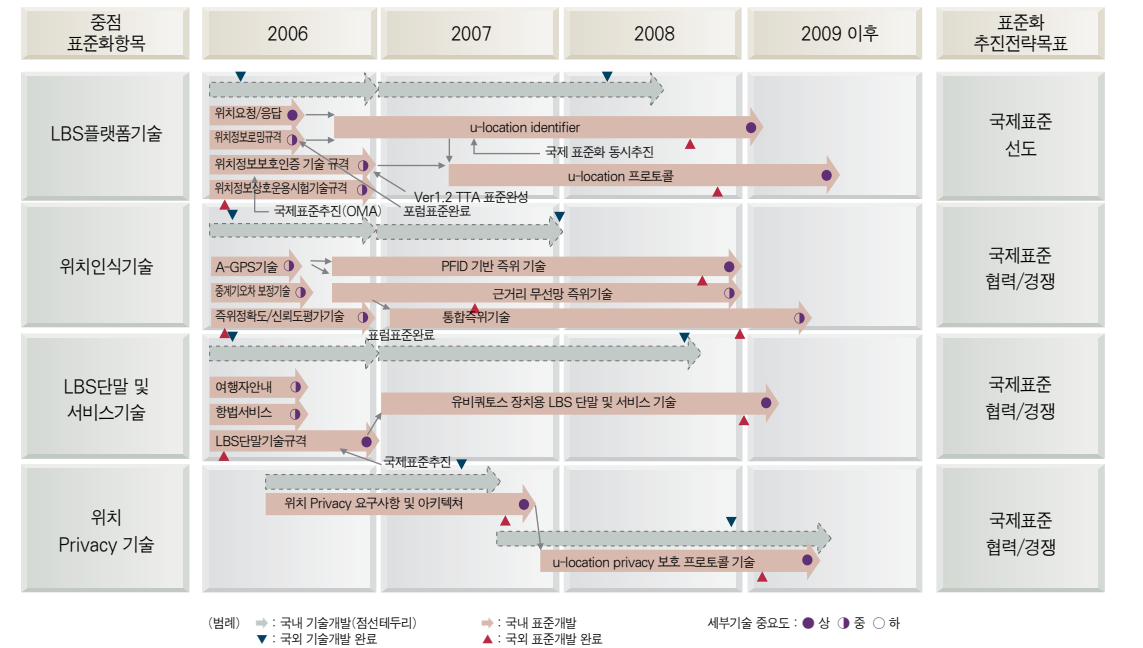 중점
표준화항목
2006
2007
2008
2009 이후
표준화
추진전략목표
LBS플랫폼기술
위치요청/응답
위치정보로밍규격
위치정보보호인증 기술 규격
위치정보상호운용시험기술규격
u-location identifier
국제 표준화 동시추진
u-location 프로토콜
Ver1.2 TTA 표준완성
국제표준추진(OMA)
포럼표준완료
국제표준
선도
위치인식기술
A-GPS기술
중계기오차 보정기술
측위정확도/신뢰도평가기술
PFID 기반 측위 기술
근거리 무선망 측위기술
통합측위기술
표럼표준완료
국제표준
협력/경쟁
LBS단말 및
서비스기술
여행자안내
항법서비스
LBS단말기술규격
유비쿼토스 장치용 LBS 단말 및 서비스 기술
국제표준추진
국제표준
협력/경쟁
위치
Privacy 기술
위치 Privacy 요구사항 및 아키텍쳐
u-location privacy 보호 프로토콜 기술
국제표준
협력/경쟁
(범례)
: 국내 기술개발(점선테두리)
: 국내 표준개발
세부기술 중요도 : 상 중 하
: 국외 기술개발 완료
: 국외 표준개발 완료